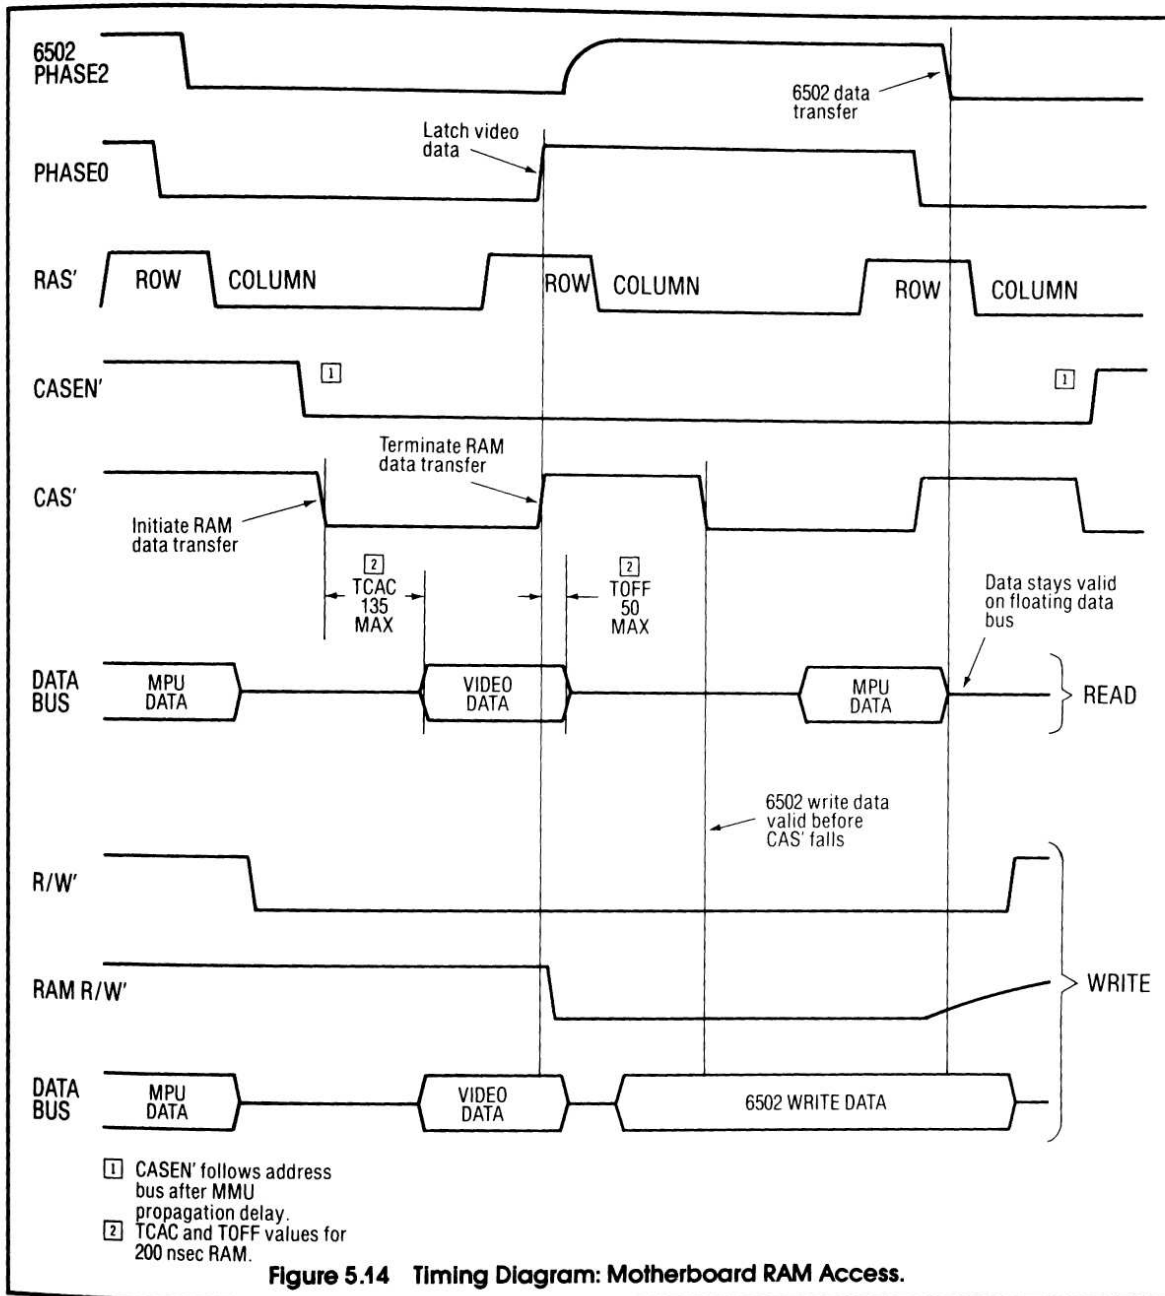 6502
PHASE2
6502 data
transfer
Latch video
data
PHASE0
RAS'
ROW
COLUMN
ROW
COLUMN
ROW
COLUMN
CASEN'
1
1
Terminate RAM
data transfer
CAS'
Initiate RAM
data transfer
2
TCAC
135
MAX
2
TOFF
50
MAX
Data stays valid
on floating data
bus
DATA
BUS
MPU
DATA
VIDEO
DATA
MPU
DATA
READ
6502 write data
valid before
CAS' falls
R/W'
RAM R/W'
WRITE
DATA
BUS
MPU
DATA
VIDEO
DATA
6502 WRITE DATA
1 CASEN' follows address
bus after MMU
propagation delay.
2 TCAC and TOFF values for
200 nsec RAM.
Figure 5.14 Timing Diagram: Motherboard RAM Access.